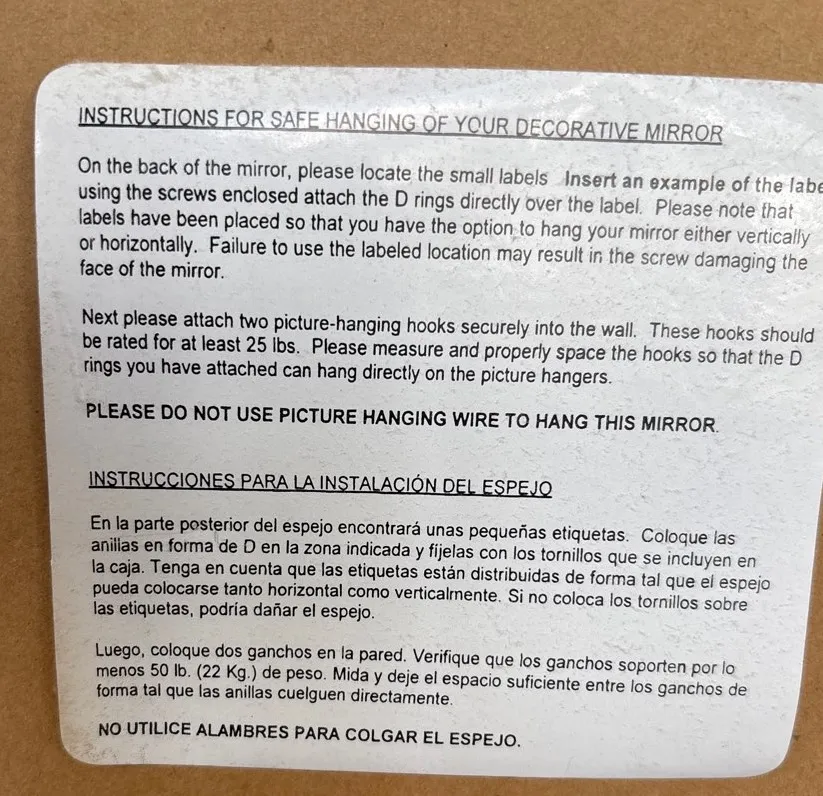 INSTRUCTIONS FOR SAFE HANGING OF YOUR DECORATIVE MIRROR
On the back of the mirror, please locate the small labels Insert an example of the labe
using the screws enclosed attach the D rings directly over the label. Please note that
labels have been placed so that you have the option to hang your mirror either vertically
or horizontally. Failure to use the labeled location may result in the screw damaging the
face of the mirror.
Next please attach two picture-hanging hooks securely into the wall. These hooks should
be rated for at least 25 lbs. Please measure and properly space the hooks so that the D
rings you have attached can hang directly on the picture hangers.
PLEASE DO NOT USE PICTURE HANGING WIRE TO HANG THIS MIRROR.
INSTRUCCIONES PARA LA INSTALACIÓN DEL ESPEJO
En la parte posterior del espejo encontrará unas pequeñas etiquetas. Coloque las
anillas en forma de D en la zona indicada y fíjelas con los tornillos que se incluyen en
la caja. Tenga en cuenta que las etiquetas están distribuidas de forma tal que el espejo
pueda colocarse tanto horizontal como verticalmente. Si no coloca los tornillos sobre
las etiquetas, podría dañar el espejo.
Luego, coloque dos ganchos en la pared. Verifique que los ganchos soporten por lo
menos 50 lb. (22 Kg.) de peso. Mida y deje el espacio suficiente entre los ganchos de
forma tal que las anillas cuelguen directamente.
NO UTILICE ALAMBRES PARA COLGAR EL ESPEJO.